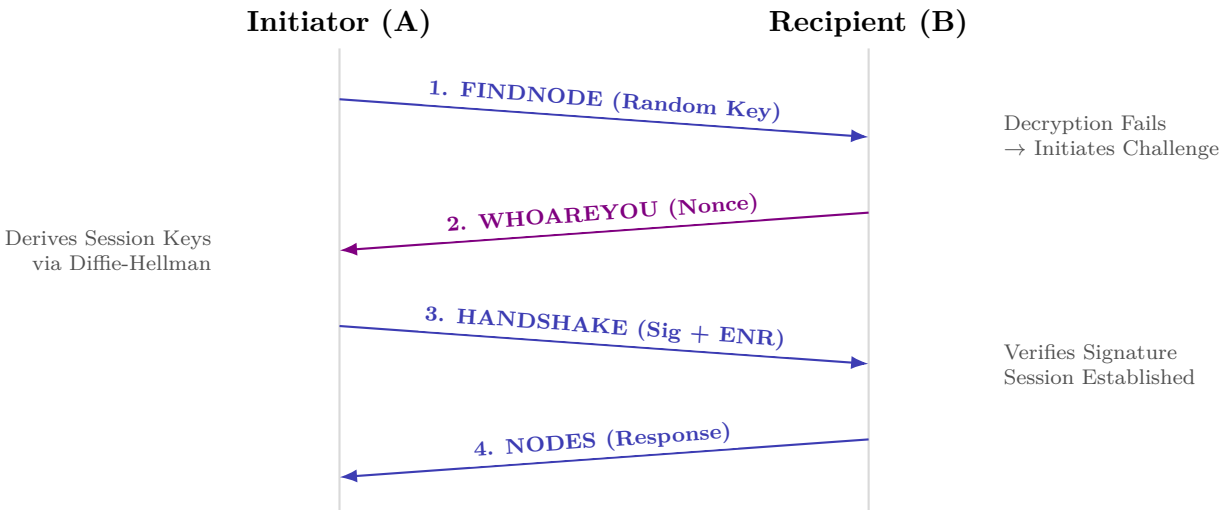 Initiator (A)
Recipient (B)
1. FINDNODE (Random Key)
Decryption Fails
→ Initiates Challenge
2. WHOAREYOU (Nonce)
Derives Session Keys
via Diffie-Hellman
3. HANDSHAKE (Sig + ENR)
Verifies Signature
Session Established
4. NODES (Response)